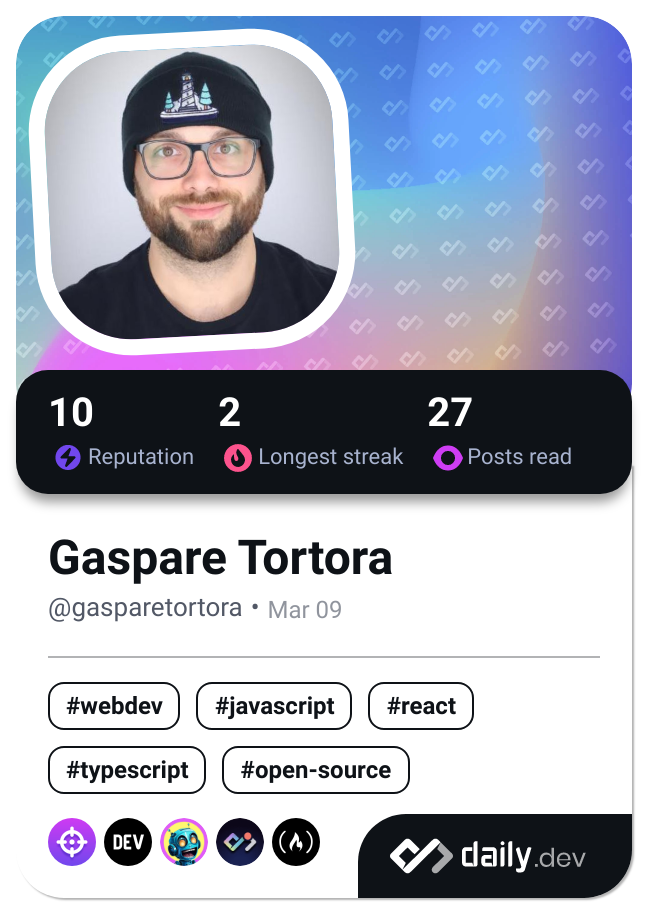 10 2 27
Reputation Longest streak Posts read
Gaspare Tortora
@gasparetortora • Mar 09
#webdev #javascript #react
#typescript #open-source
DEV
daily.dev